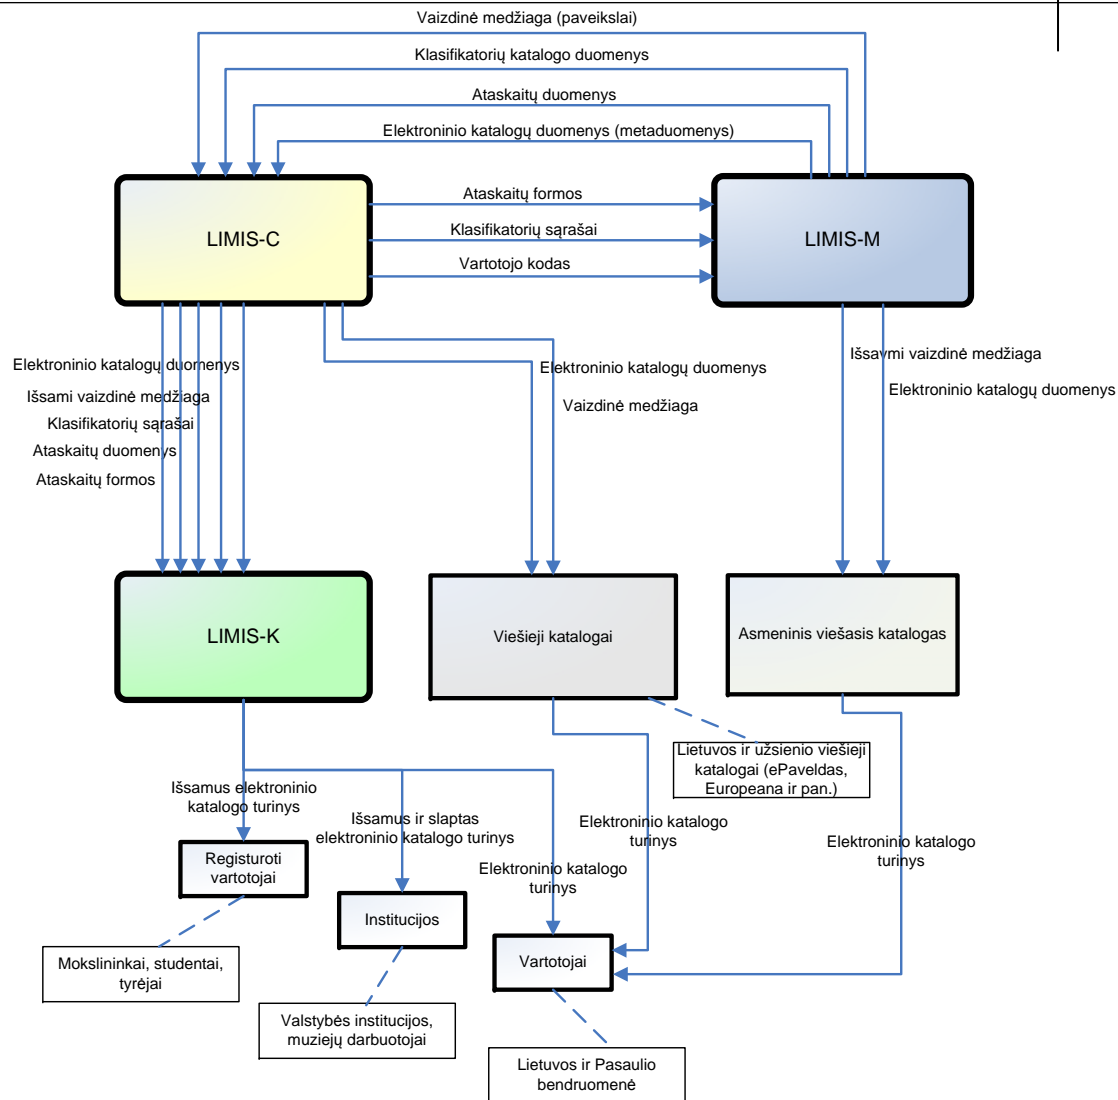 Vaizdinė medžiaga (paveikslai)
Klasifikatorių katalogo duomenys
Ataskaitų duomenys
Elektroninio katalogų duomenys (metaduomenys)
LIMIS-C
Ataskaitų formos
Klasifikatorių sąrašai
Vartotojo kodas
LIMIS-M
Elektroninio katalogų duomenys
Išsami vaizdinė medžiaga
Klasifikatorių sąrašai
Ataskaitų duomenys
Ataskaitų formos
Elektroninio katalogų duomenys
Vaizdinė medžiaga
Išsavmi vaizdinė medžiaga
Elektroninio katalogų duomenys
LIMIS-K
Viešieji katalogai
Asmeninis viešasis katalogas
Lietuvos ir užsienio viešieji
katalogai (ePaveldas,
Europeana ir pan.)
Išsamus elektroninio
katalogo turinys
Išsamus ir slaptas
elektroninio katalogo turinys
Elektroninio katalogo
turinys
Elektroninio katalogo
turinys
Elektroninio katalogo
turinys
Registuroti
vartotojai
Institucijos
Vartotojai
Mokslininkai, studentai,
tyrėjai
Valstybės institucijos,
muziejų darbuotojai
Lietuvos ir Pasaulio
bendruomenė